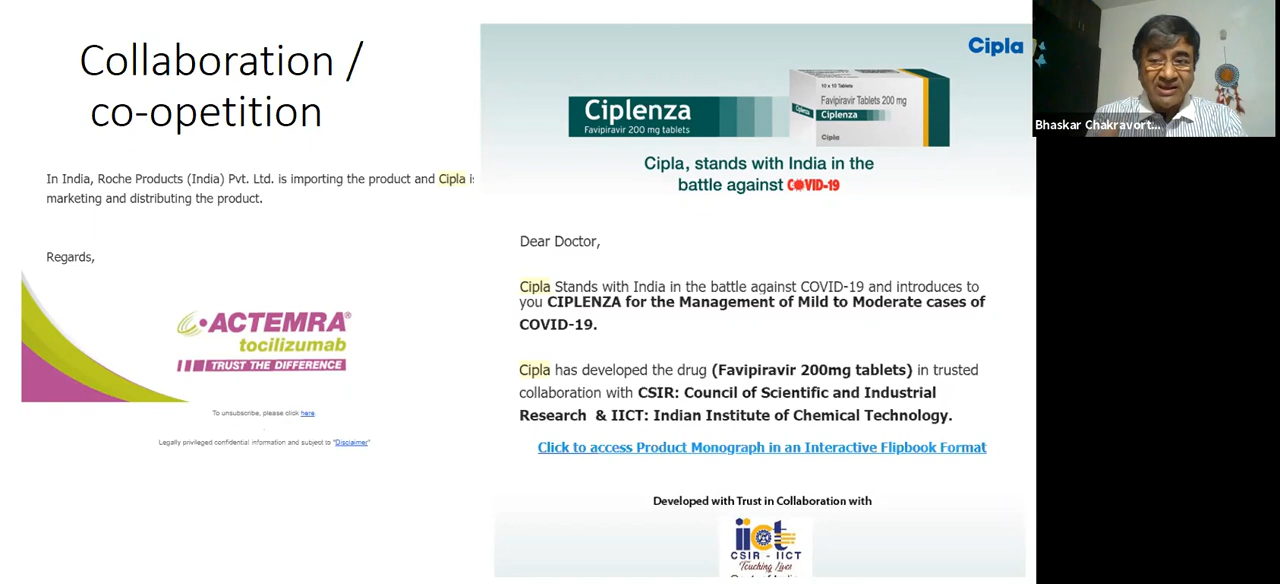 Collaboration /
co-opetition
In India, Roche Products (India) Pvt. Ltd. is importing the product and Cipla is
marketing and distributing the product.
Regards,
ACTEMRA®
tocilizumab
TRUST THE DIFFERENCE
To unsubscribe, please click here.
Legally privileged confidential information and subject to "Disclaimer"
Cipla
Ciplenza
Favipiravir 200 mg tablets
10 x 10 Tablets
Favipiravir Tablets 200 mg
Ciplenza
Ciplenza
Cipla
Cipla, stands with India in the
battle against COVID-19
Dear Doctor,
Cipla Stands with India in the battle against COVID-19 and introduces to
you CIPLENZA for the Management of Mild to Moderate cases of
COVID-19.
Cipla has developed the drug (Favipiravir 200mg tablets) in trusted
collaboration with CSIR: Council of Scientific and Industrial
Research & IICT: Indian Institute of Chemical Technology.
Click to access Product Monograph in an Interactive Flipbook Format
Developed with Trust in Collaboration with
iict
CSIR - IICT
Touching Lives
Bhaskar Chakravort...